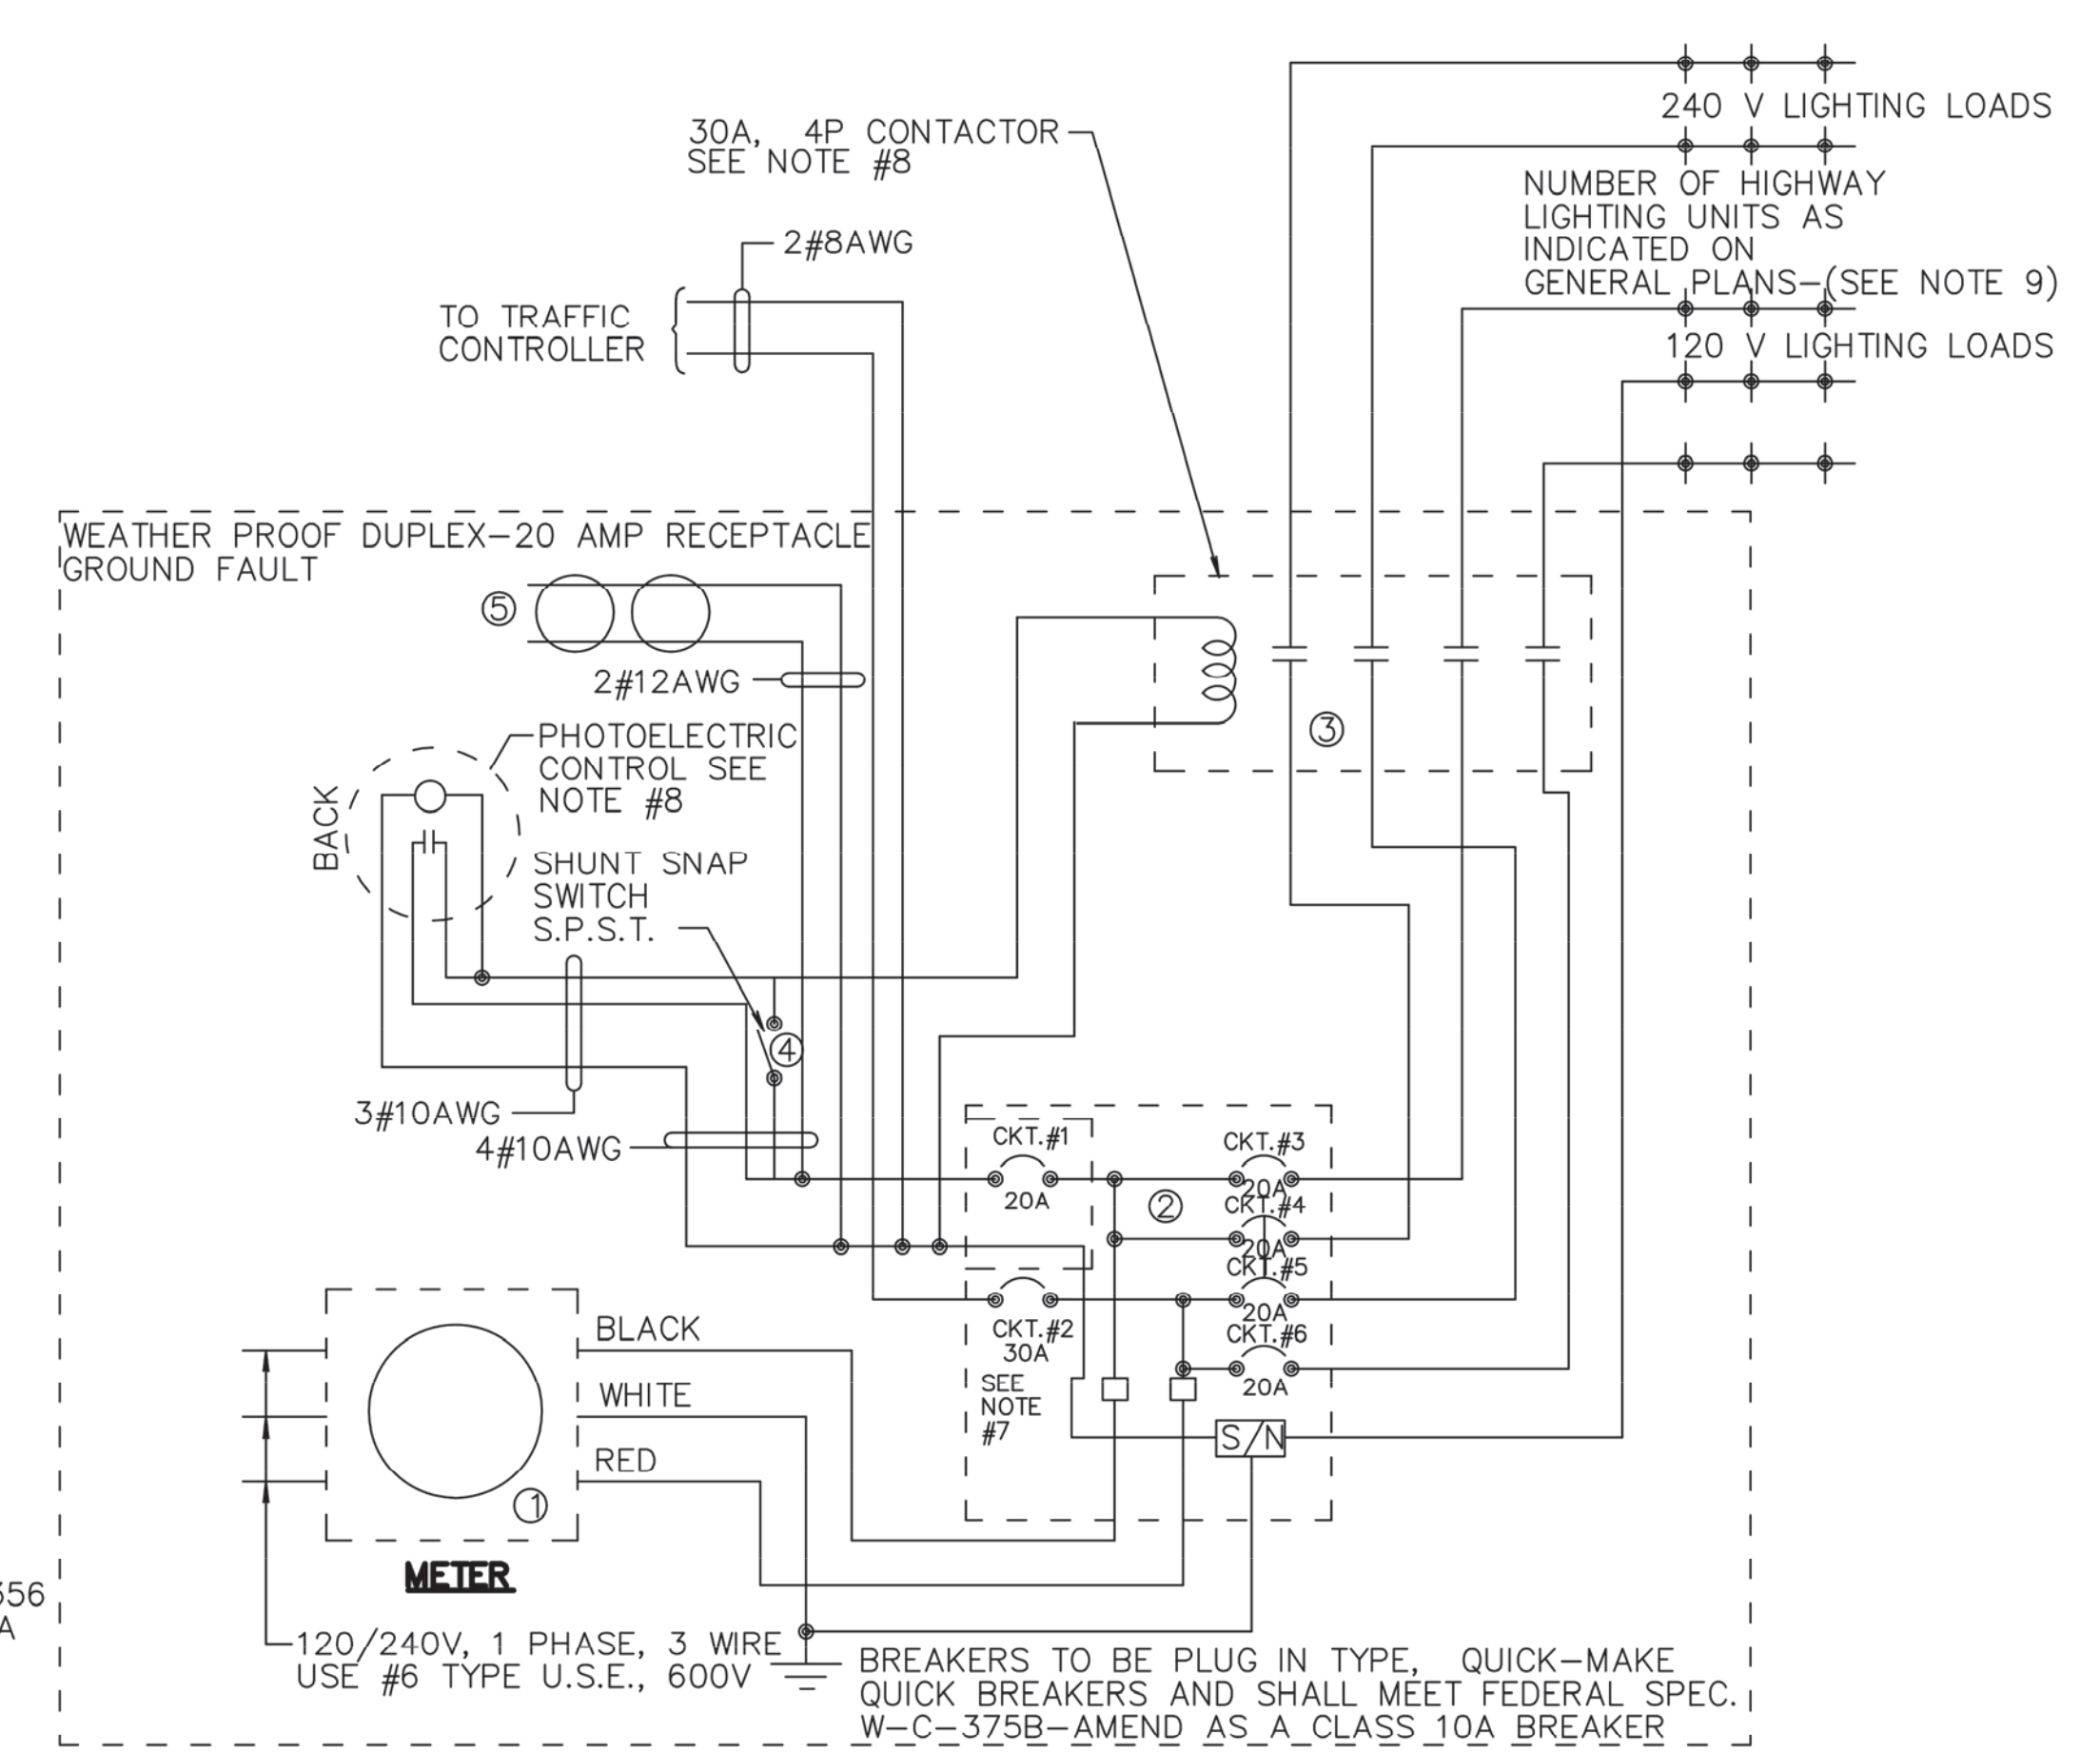 240 V LIGHTING LOADS
30A, 4P CONTACTOR
SEE NOTE #8
NUMBER OF HIGHWAY
LIGHTING UNITS AS
INDICATED ON
GENERAL PLANS-(SEE NOTE 9)
2#8AWG
TO TRAFFIC
CONTROLLER
120 V LIGHTING LOADS
WEATHER PROOF DUPLEX-20 AMP RECEPTACLE
GROUND FAULT
5
2#12AWG
3
PHOTOELECTRIC
CONTROL SEE
NOTE #8
BACK
SHUNT SNAP
SWITCH
S.P.S.T.
4
3#10AWG
4#10AWG
CKT.#1
20A
CKT.#3
20A
2
CKT.#4
20A
CKT.#5
20A
CKT.#2
30A
CKT.#6
20A
SEE
NOTE
#7
S/N
BLACK
WHITE
RED
1
METER
356
A
120/240V, 1 PHASE, 3 WIRE
USE #6 TYPE U.S.E., 600V
BREAKERS TO BE PLUG IN TYPE, QUICK-MAKE
QUICK BREAKERS AND SHALL MEET FEDERAL SPEC.
W-C-375B-AMEND AS A CLASS 10A BREAKER